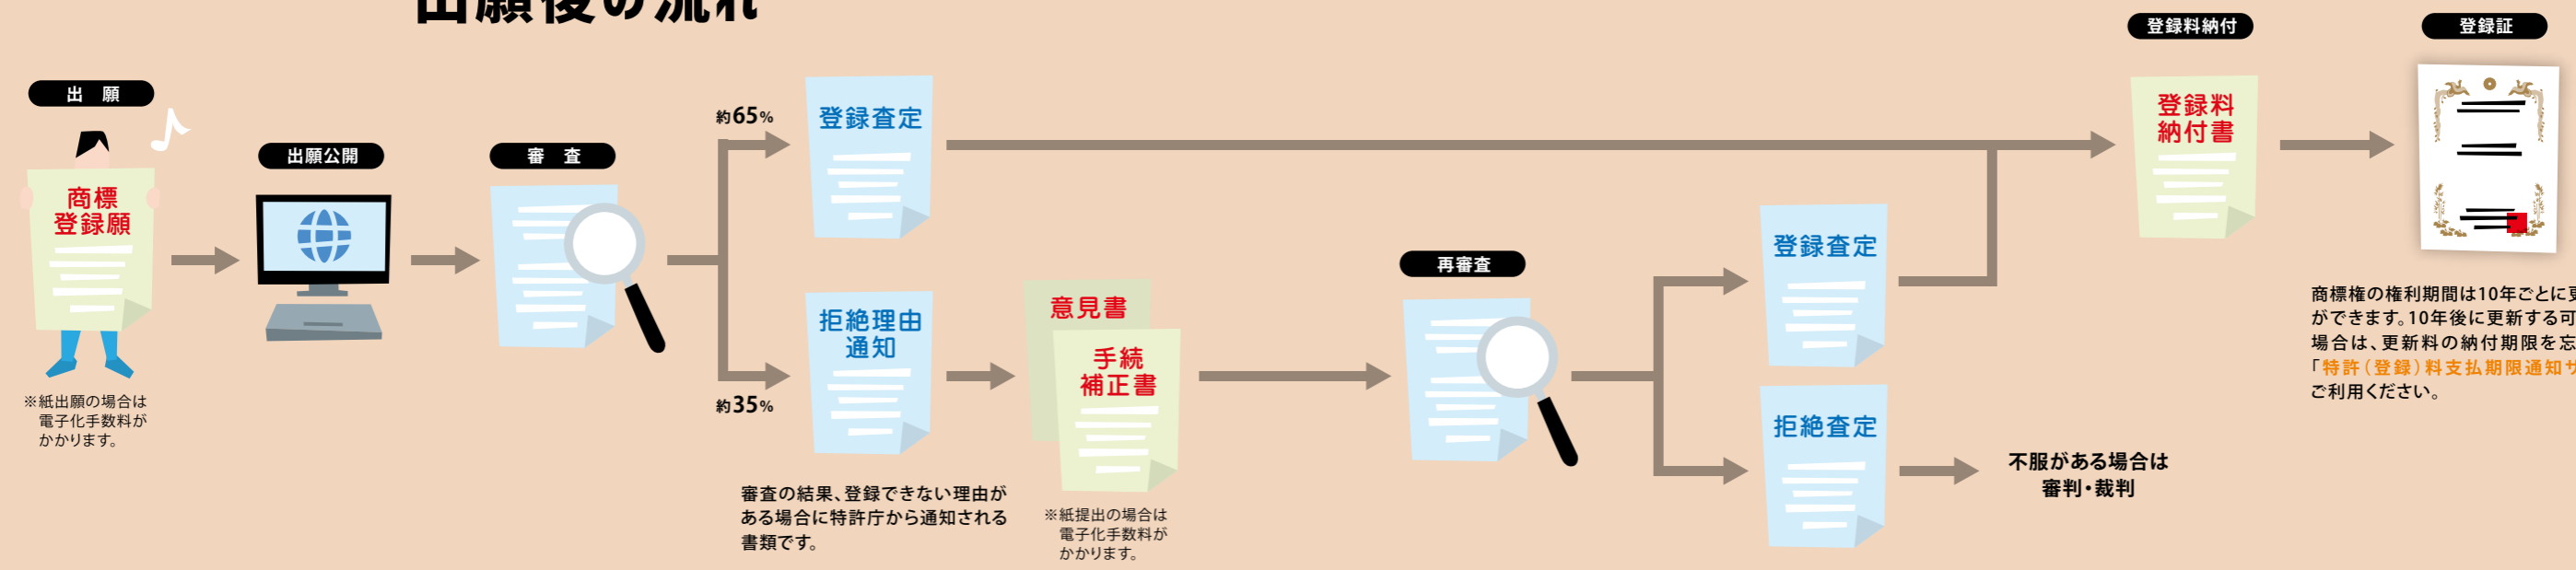 出願後の流れ
出 願
商標
登録願
※紙出願の場合は
電子化手数料が
かかります。
出願公開
審 査
約65%
登録査定
約35%
拒絶理由
通知
審査の結果、登録できない理由が
ある場合に特許庁から通知される
書類です。
意見書
手続
補正書
※紙提出の場合は
電子化手数料が
かかります。
再審査
登録査定
拒絶査定
不服がある場合は
審判・裁判
登録料納付
登録料
納付書
登録証
商標権の権利期間は10年ごとに更
ができます。10年後に更新する可
場合は、更新料の納付期限を忘
「特許(登録)料支払期限通知サ
ご利用ください。